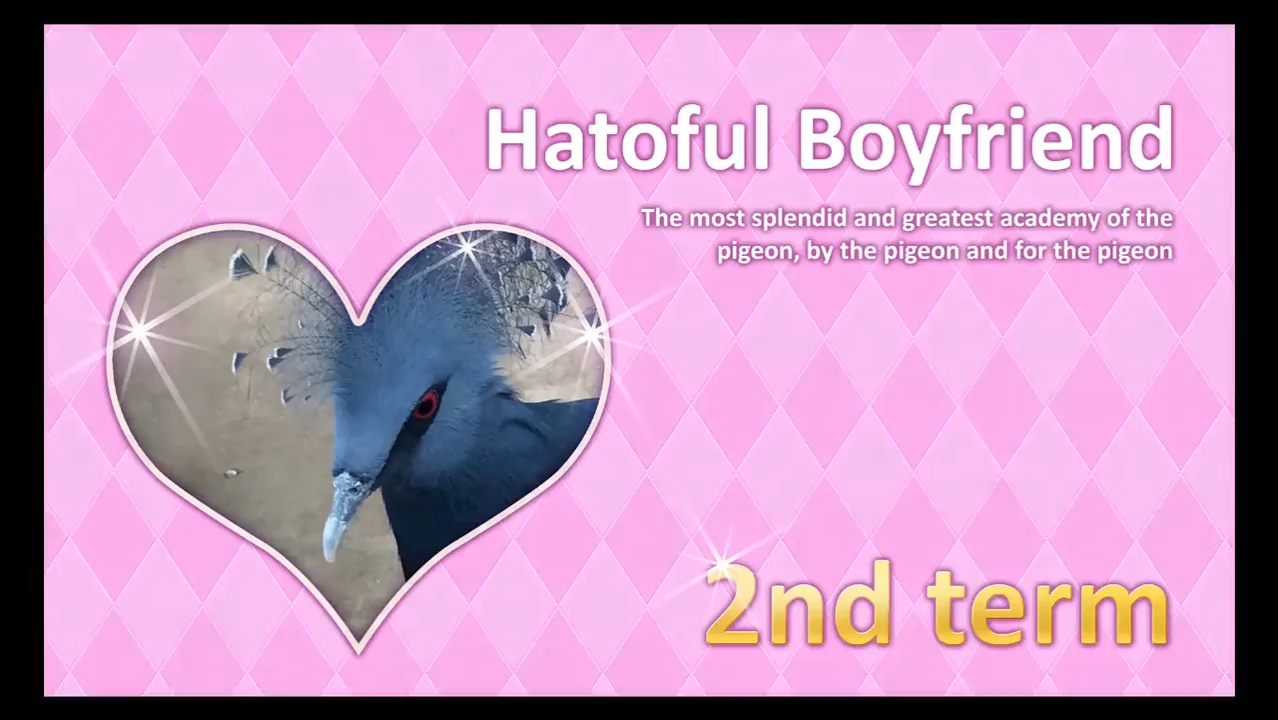 Hatoful Boyfriend
The most splendid and greatest academy of the
pigeon, by the pigeon and for the pigeon
2nd term